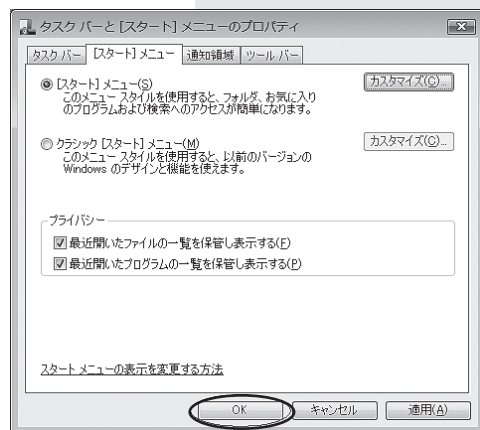 タスク バーと [スタート] メニューのプロパティ
タスク バー [スタート] メニュー 通知領域 ツール バー
[スタート] メニュー(S) カスタマイズ(C)...
このメニュー スタイルを使用すると、フォルダ、お気に入り
のプログラムおよび検索へのアクセスが簡単になります。
クラシック [スタート] メニュー(M) カスタマイズ(C)...
このメニュー スタイルを使用すると、以前のバージョンの
Windows のデザインと機能を使えます。
プライバシー
最近開いたファイルの一覧を保管し表示する(F)
最近開いたプログラムの一覧を保管し表示する(P)
スタート メニューの表示を変更する方法
OK キャンセル 適用(A)